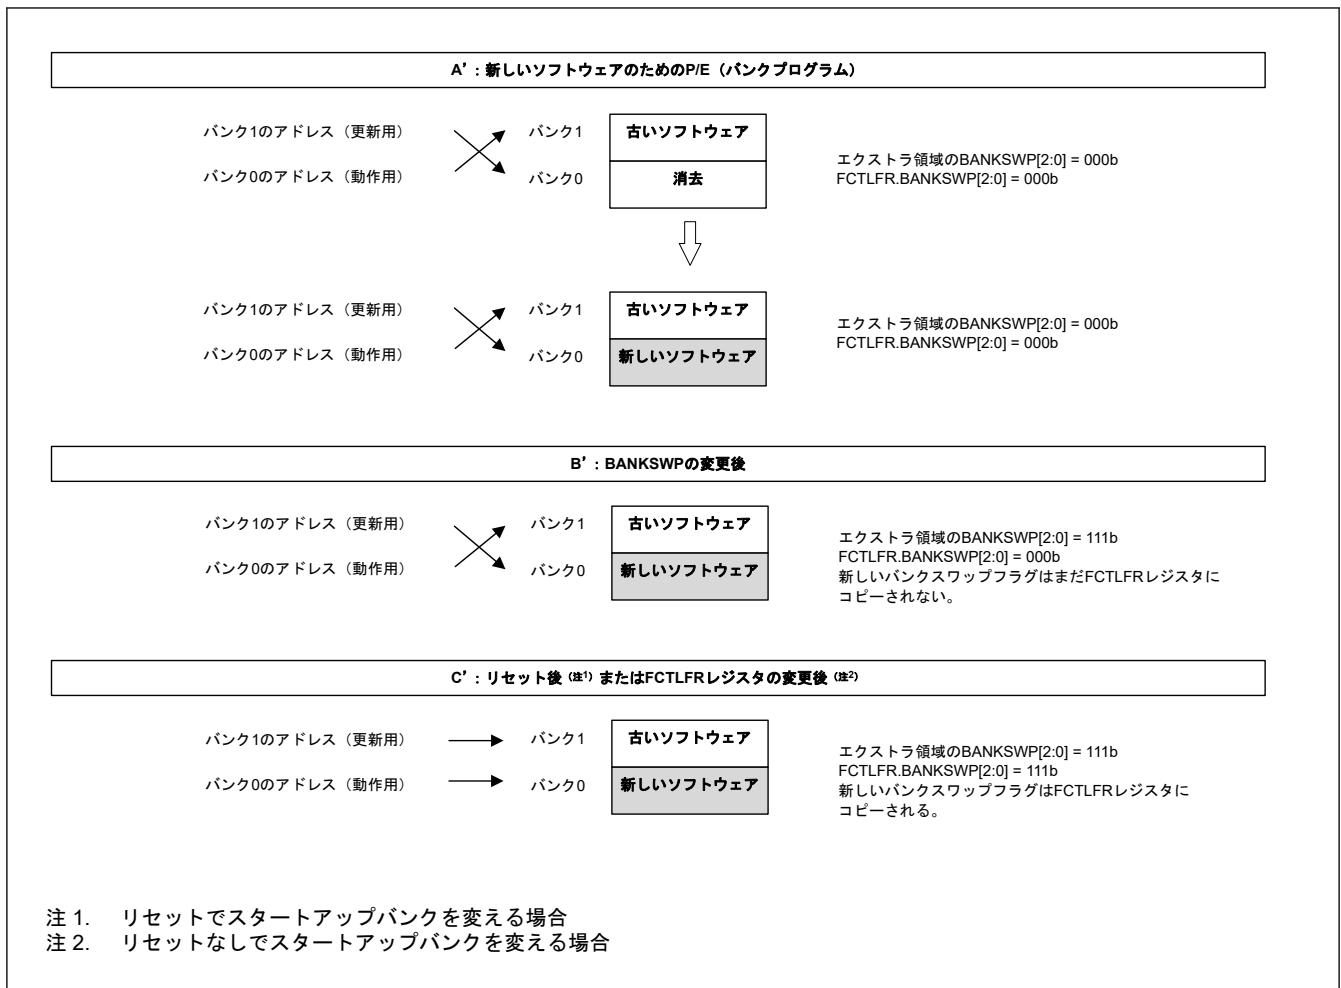 A’：新しいソフトウェアのためのP/E（バンクプログラム）
バンク1のアドレス（更新用） バンク1 古いソフトウェア
バンク0のアドレス（動作用） バンク0 消去
エクストラ領域のBANKSWP[2:0] = 000b
FCTLFR.BANKSWP[2:0] = 000b
バンク1のアドレス（更新用） バンク1 古いソフトウェア
バンク0のアドレス（動作用） バンク0 新しいソフトウェア
エクストラ領域のBANKSWP[2:0] = 000b
FCTLFR.BANKSWP[2:0] = 000b
B’：BANKSWPの変更後
バンク1のアドレス（更新用） バンク1 古いソフトウェア
バンク0のアドレス（動作用） バンク0 新しいソフトウェア
エクストラ領域のBANKSWP[2:0] = 111b
FCTLFR.BANKSWP[2:0] = 000b
新しいバンクスワップフラグはまだFCTLFRレジスタに
コピーされない。
C’：リセット後（注1）またはFCTLFRレジスタの変更後（注2）
バンク1のアドレス（更新用） バンク1 古いソフトウェア
バンク0のアドレス（動作用） バンク0 新しいソフトウェア
エクストラ領域のBANKSWP[2:0] = 111b
FCTLFR.BANKSWP[2:0] = 111b
新しいバンクスワップフラグはFCTLFRレジスタに
コピーされる。
注 1. リセットでスタートアップバンクを変える場合
注 2. リセットなしでスタートアップバンクを変える場合